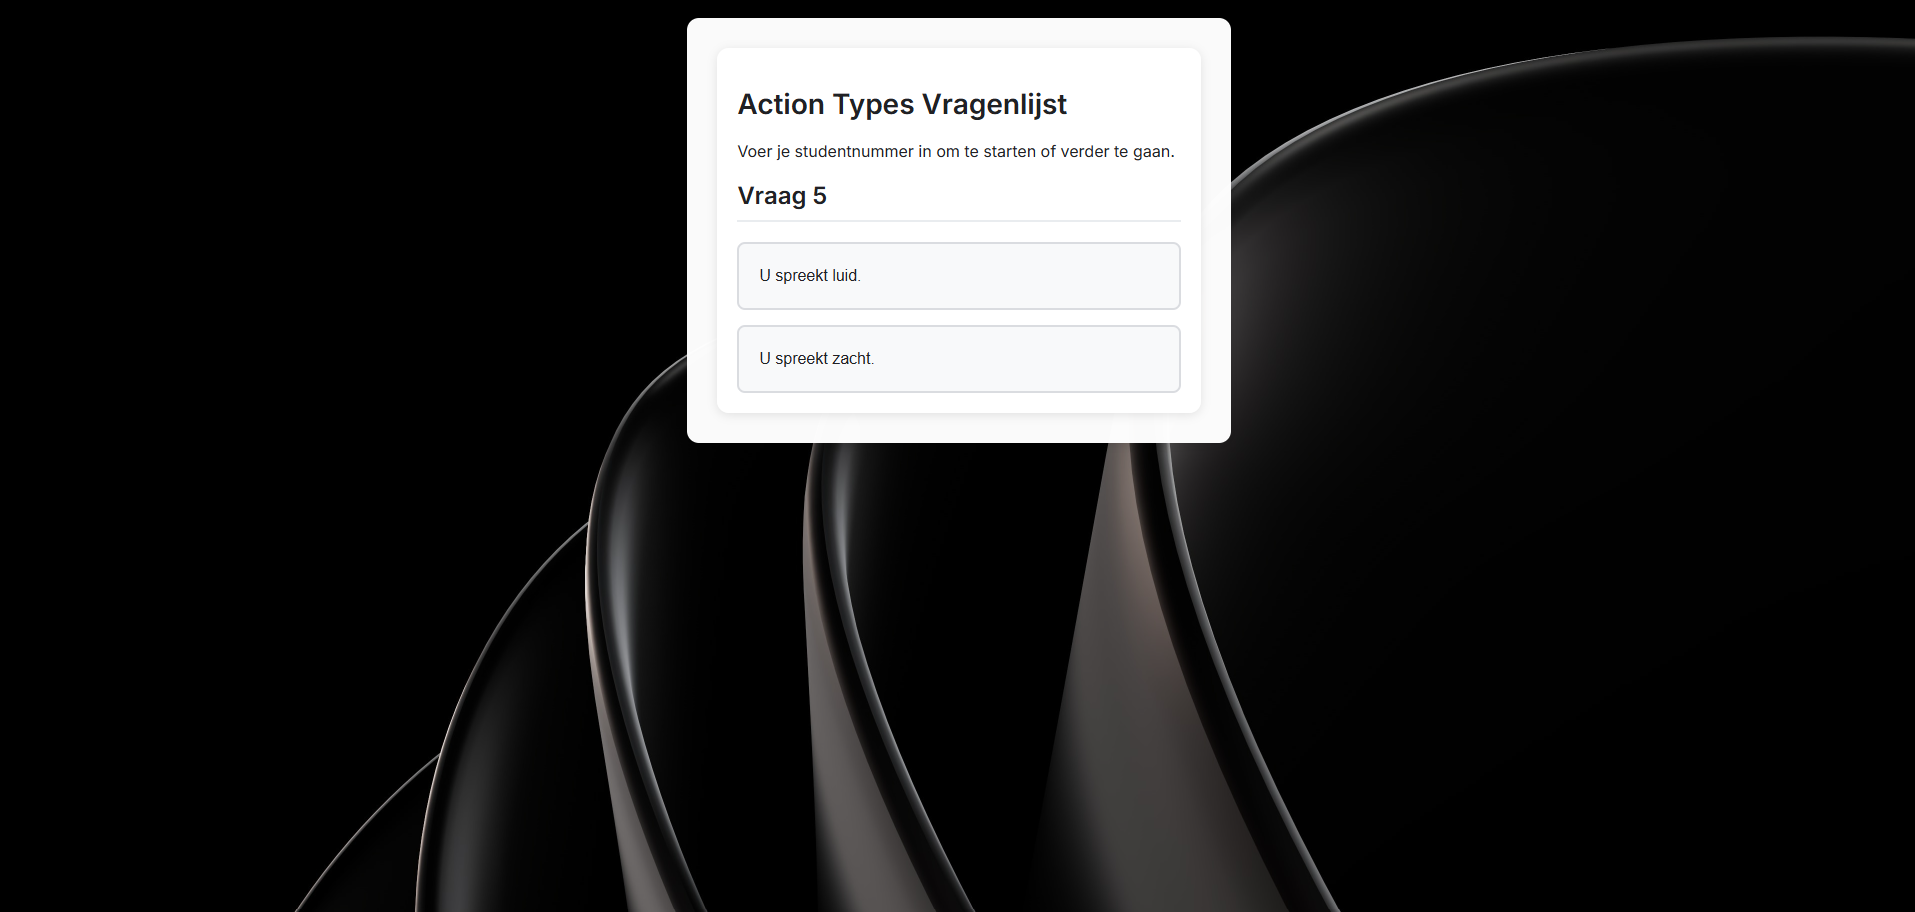 Action Types Vragenlijst
Voer je studentnummer in om te starten of verder te gaan.
Vraag 5
U spreekt luid.
U spreekt zacht.